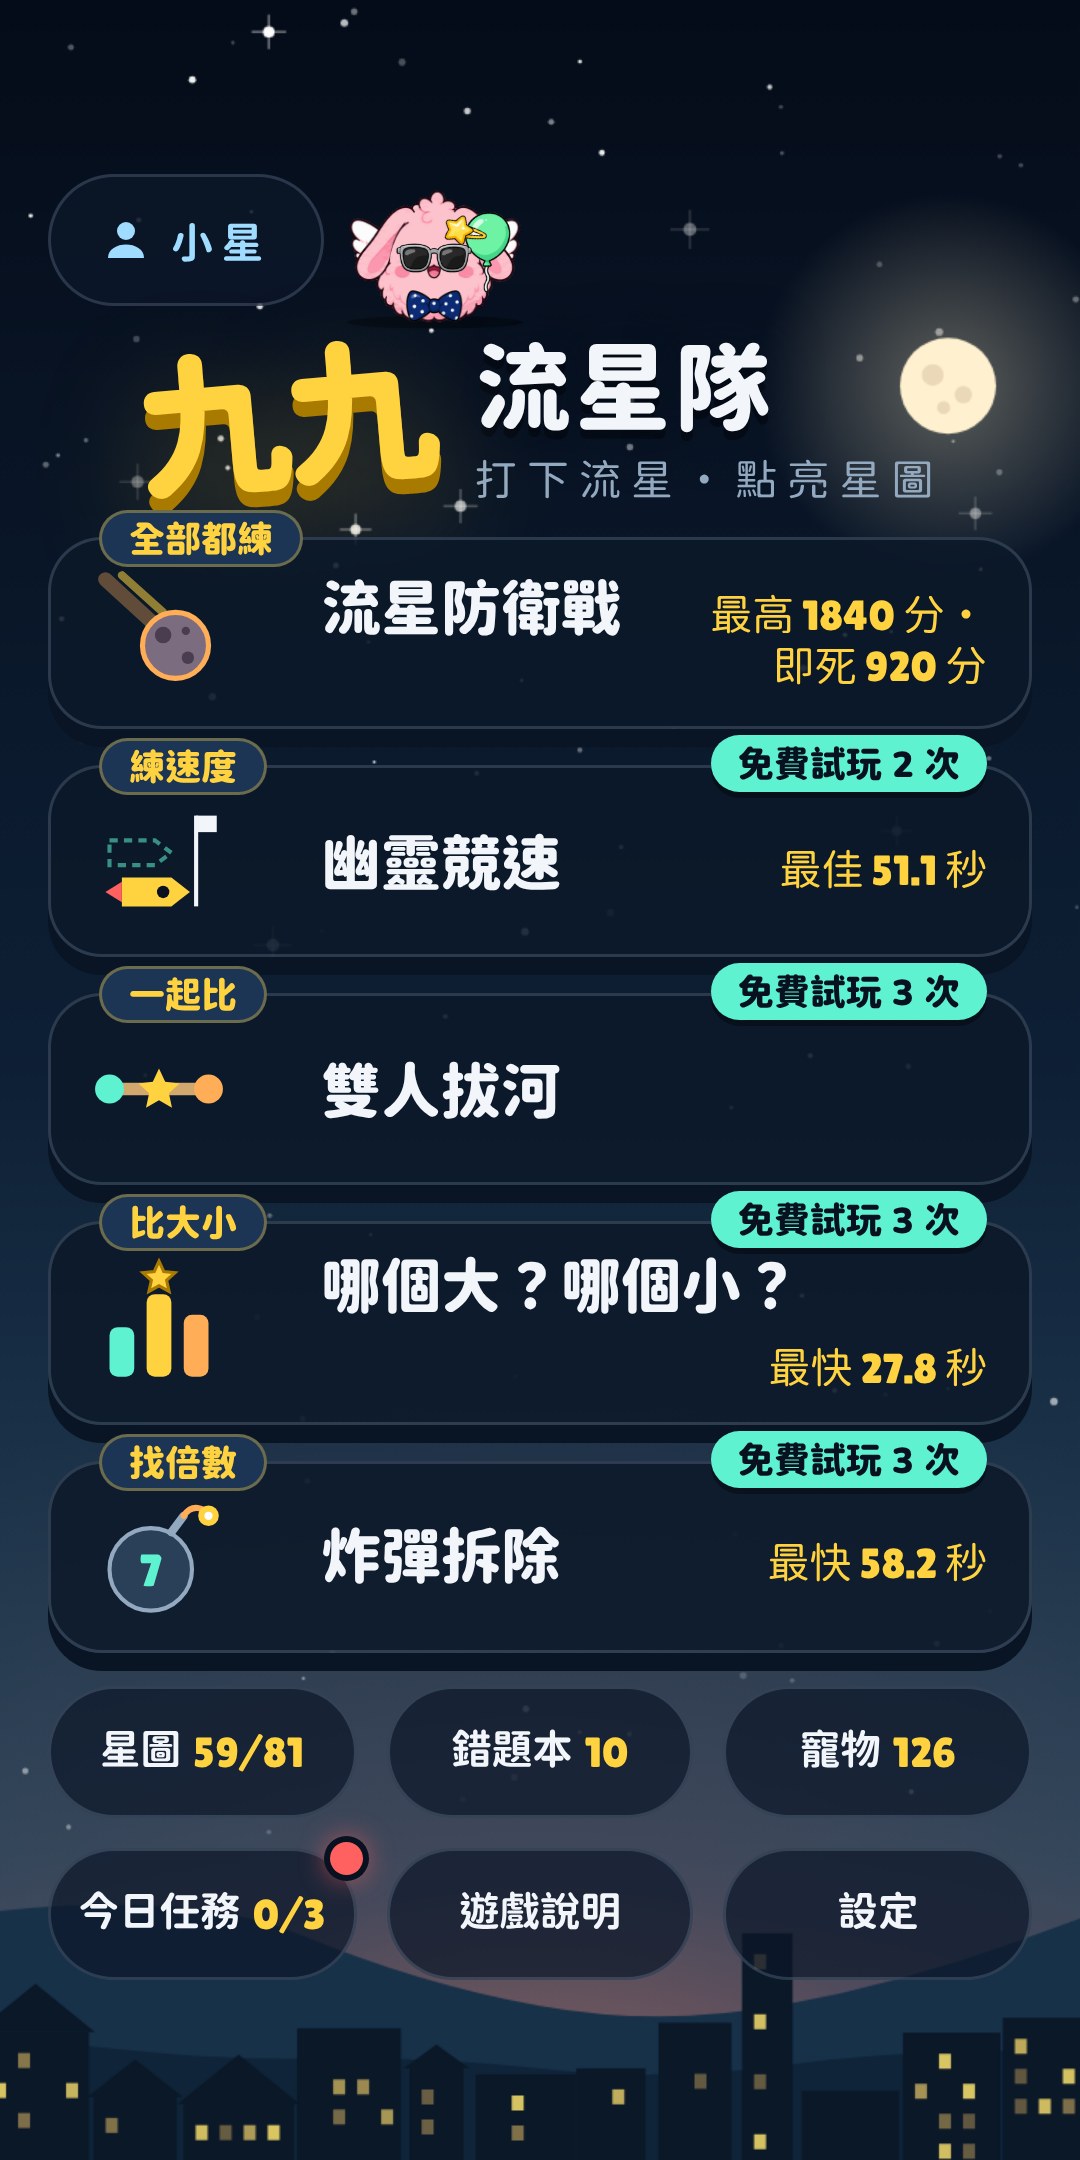 小星
九九 流星隊
打下流星・點亮星圖
全部都練
流星防衛戰
最高 1840 分・
即死 920 分
練速度
免費試玩 2 次
幽靈競速
最佳 51.1 秒
一起比
免費試玩 3 次
雙人拔河
比大小
免費試玩 3 次
哪個大？哪個小？
最快 27.8 秒
找倍數
免費試玩 3 次
7
炸彈拆除
最快 58.2 秒
星圖 59/81
錯題本 10
寵物 126
今日任務 0/3
遊戲說明
設定